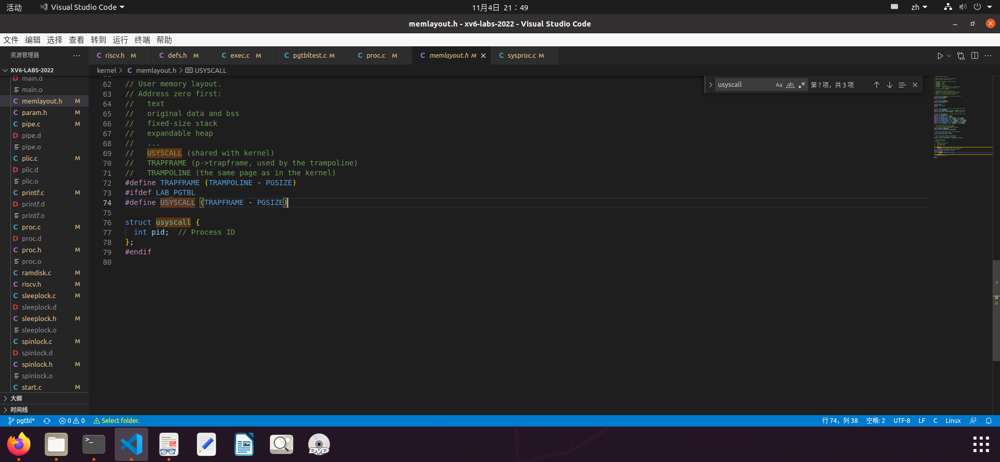 活动
Visual Studio Code
11月4日 21：49
zh
memlayout.h - xv6-labs-2022 - Visual Studio Code
文件 编辑 选择 查看 转到 运行 终端 帮助
资源管理器
XV6-LABS-2022
D main.d
main.o
C memlayout.h M
C param.h M
C pipe.c M
D pipe.d
pipe.o
C plic.c M
D plic.d
plic.o
C printf.c M
D printf.d
printf.o
C proc.c M
D proc.d
C proc.h M
proc.o
C ramdisk.c M
C riscv.h M
C sleeplock.c M
D sleeplock.d
C sleeplock.h M
sleeplock.o
C spinlock.c M
D spinlock.d
C spinlock.h M
spinlock.o
C start.c M
大纲
时间线
C riscv.h M C defs.h M C exec.c M C pgtbltest.c M C proc.c M C memlayout.h M C sysproc.c M
kernel > C memlayout.h > USYSCALL
usyscall Aa ab 第 ? 项，共 3 项
62 // User memory layout.
63 // Address zero first:
64 //   text
65 //   original data and bss
66 //   fixed-size stack
67 //   expandable heap
68 //   ...
69 //   USYSCALL (shared with kernel)
70 //   TRAPFRAME (p->trapframe, used by the trampoline)
71 //   TRAMPOLINE (the same page as in the kernel)
72 #define TRAPFRAME (TRAMPOLINE - PGSIZE)
73 #ifdef LAB_PGTBL
74 #define USYSCALL (TRAPFRAME - PGSIZE)
75
76 struct usyscall {
77   int pid;  // Process ID
78 };
79 #endif
80
pgtbl* 0 0 Select folder. 行 74，列 38 空格: 2 UTF-8 LF C Linux
>_
DVD